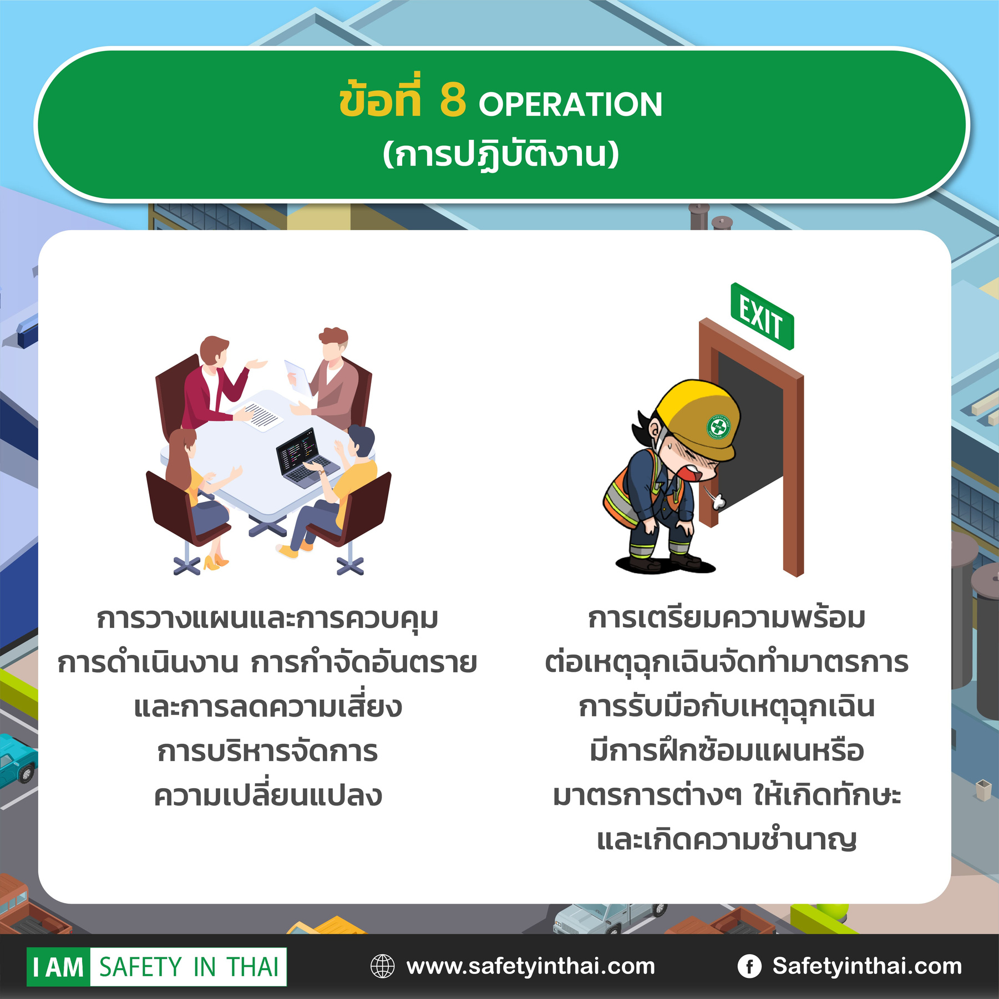 ข้อที่ 8 OPERATION
(การปฏิบัติงาน)
EXIT
การวางแผนและการควบคุม
การดำเนินงาน การกำจัดอันตราย
และการลดความเสี่ยง
การบริหารจัดการ
ความเปลี่ยนแปลง
การเตรียมความพร้อม
ต่อเหตุฉุกเฉินจัดทำมาตรการ
การรับมือกับเหตุฉุกเฉิน
มีการฝึกซ้อมแผนหรือ
มาตรการต่างๆ ให้เกิดทักษะ
และเกิดความชำนาญ
I AM SAFETY IN THAI
www.safetyinthai.com
Safetyinthai.com